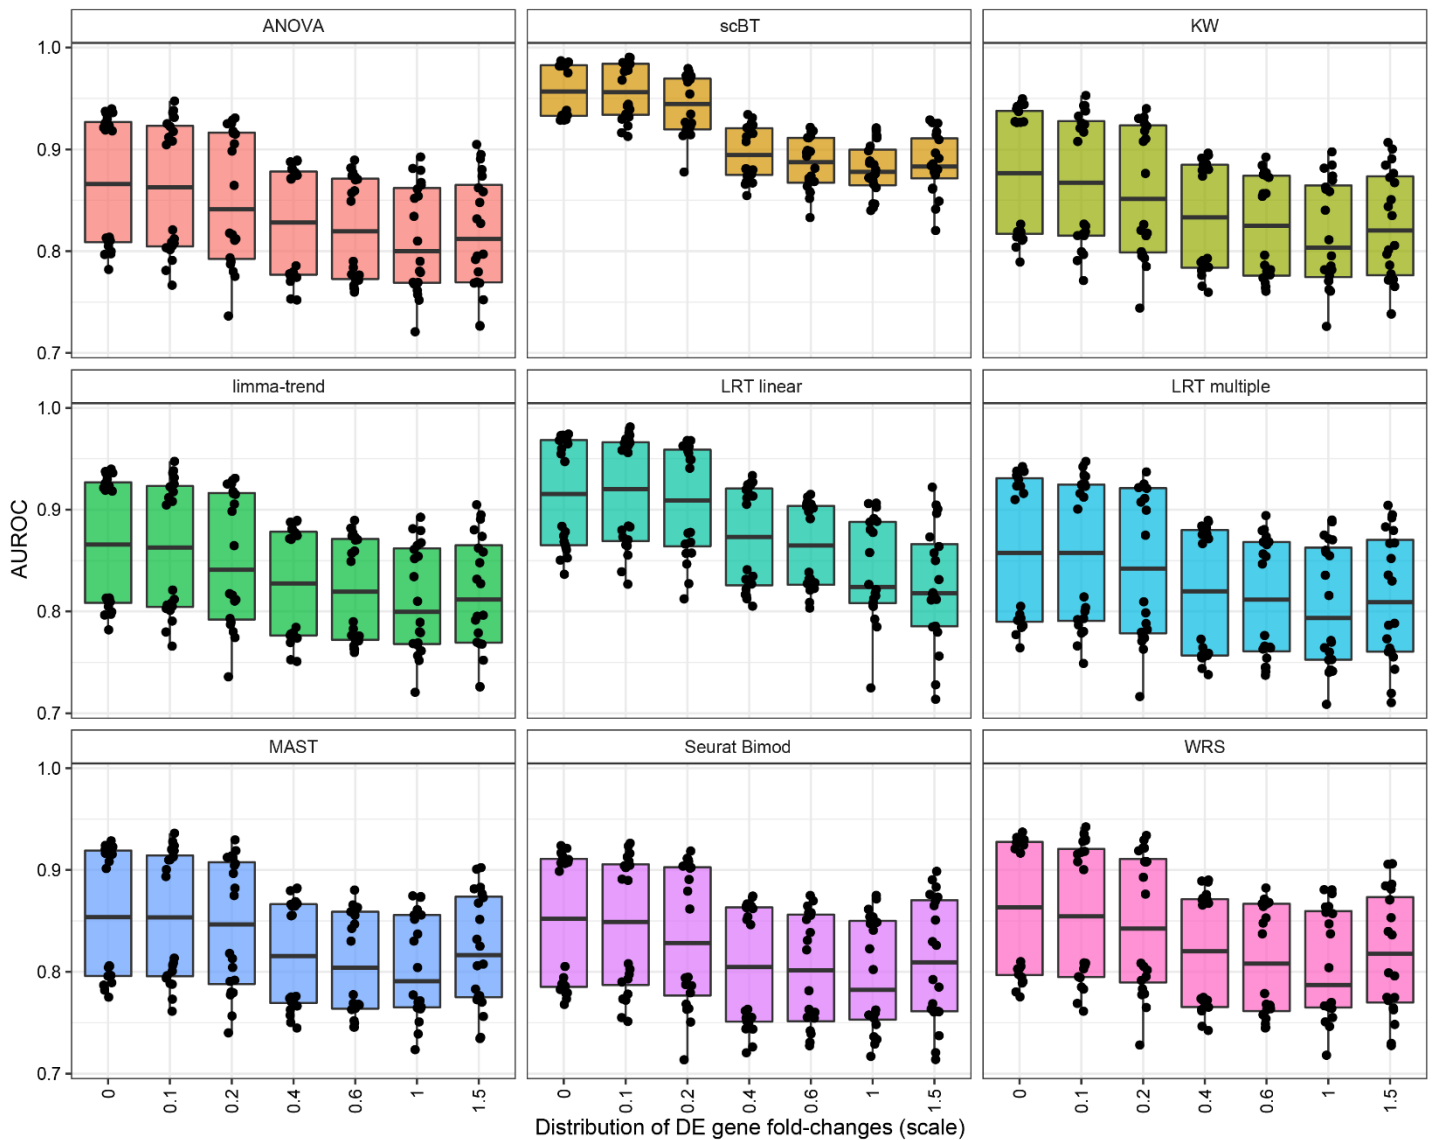 ANOVA
scBT
KW
1.0
0.9
0.8
0.7
limma-trend
LRT linear
LRT multiple
1.0
0.9
0.8
0.7
AUROC
MAST
Seurat Bimod
WRS
1.0
0.9
0.8
0.7
0 0.1 0.2 0.4 0.6 1 1.5
0 0.1 0.2 0.4 0.6 1 1.5
0 0.1 0.2 0.4 0.6 1 1.5
Distribution of DE gene fold-changes (scale)